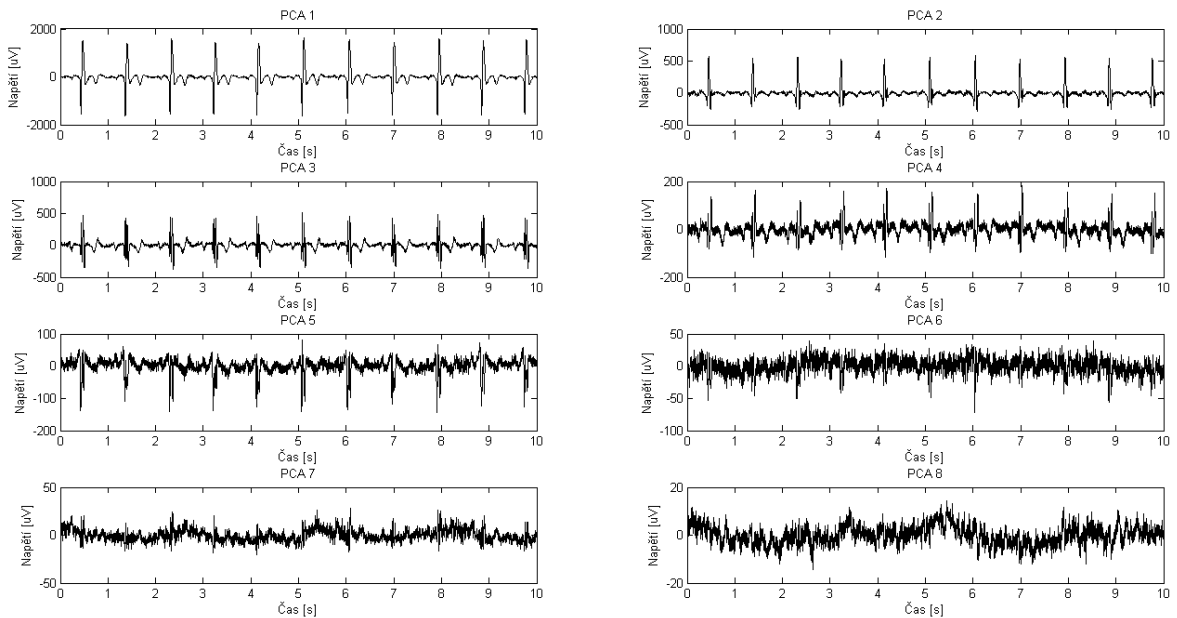 PCA 1
Napětí [uV]
2000
0
-2000
0 1 2 3 4 5 6 7 8 9 10
Čas [s]
PCA 2
Napětí [uV]
1000
500
0
-500
0 1 2 3 4 5 6 7 8 9 10
Čas [s]
PCA 3
Napětí [uV]
1000
500
0
-500
0 1 2 3 4 5 6 7 8 9 10
Čas [s]
PCA 4
Napětí [uV]
200
0
-200
0 1 2 3 4 5 6 7 8 9 10
Čas [s]
PCA 5
Napětí [uV]
100
0
-100
-200
0 1 2 3 4 5 6 7 8 9 10
Čas [s]
PCA 6
Napětí [uV]
50
0
-50
-100
0 1 2 3 4 5 6 7 8 9 10
Čas [s]
PCA 7
Napětí [uV]
50
0
-50
0 1 2 3 4 5 6 7 8 9 10
Čas [s]
PCA 8
Napětí [uV]
20
0
-20
0 1 2 3 4 5 6 7 8 9 10
Čas [s]